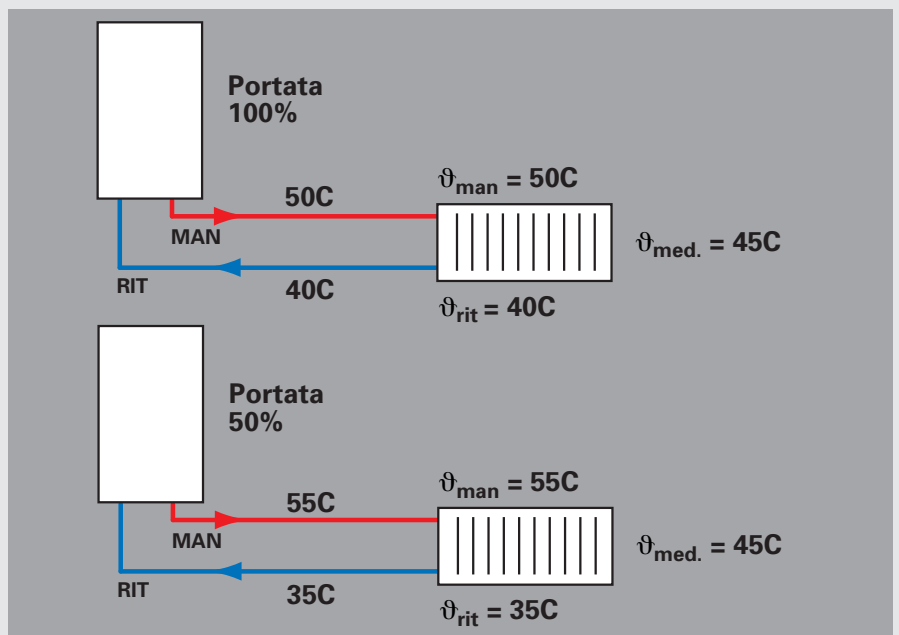 Portata
100%
ϑman = 50C
50C
MAN
ϑmed. = 45C
RIT
40C
ϑrit = 40C
Portata
50%
ϑman = 55C
55C
MAN
ϑmed. = 45C
RIT
35C
ϑrit = 35C